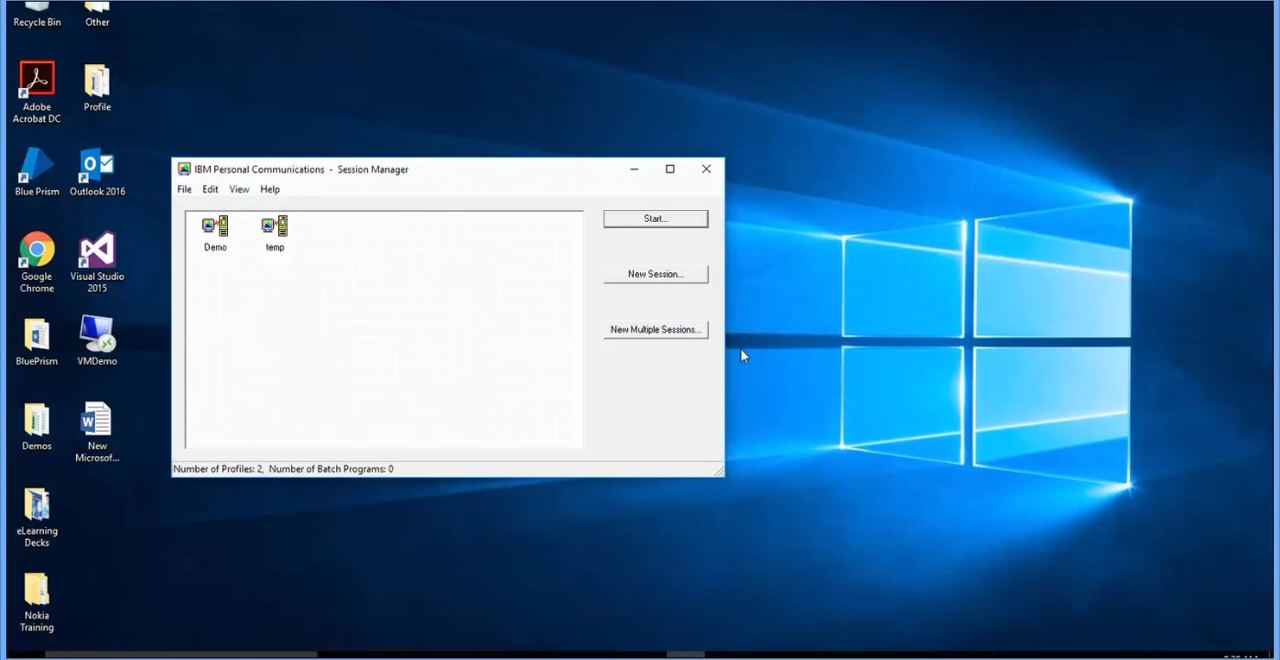 Recycle Bin
Other
Adobe
Acrobat DC
Profile
Blue Prism
Outlook 2016
Google
Chrome
Visual Studio
2015
BluePrism
VMDemo
Demos
New
Microsof...
eLearning
Decks
Nokia
Training
IBM Personal Communications - Session Manager
File Edit View Help
Demo
temp
Start...
New Session...
New Multiple Sessions...
Number of Profiles: 2, Number of Batch Programs: 0